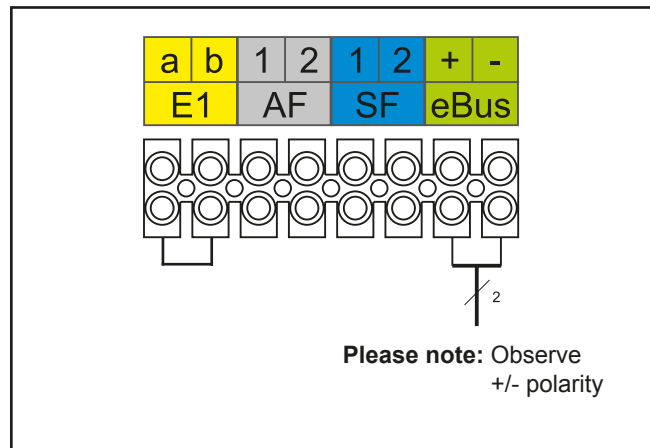 a b 1 2 1 2 + -
E1 AF SF eBus
2
Please note: Observe
+/- polarity